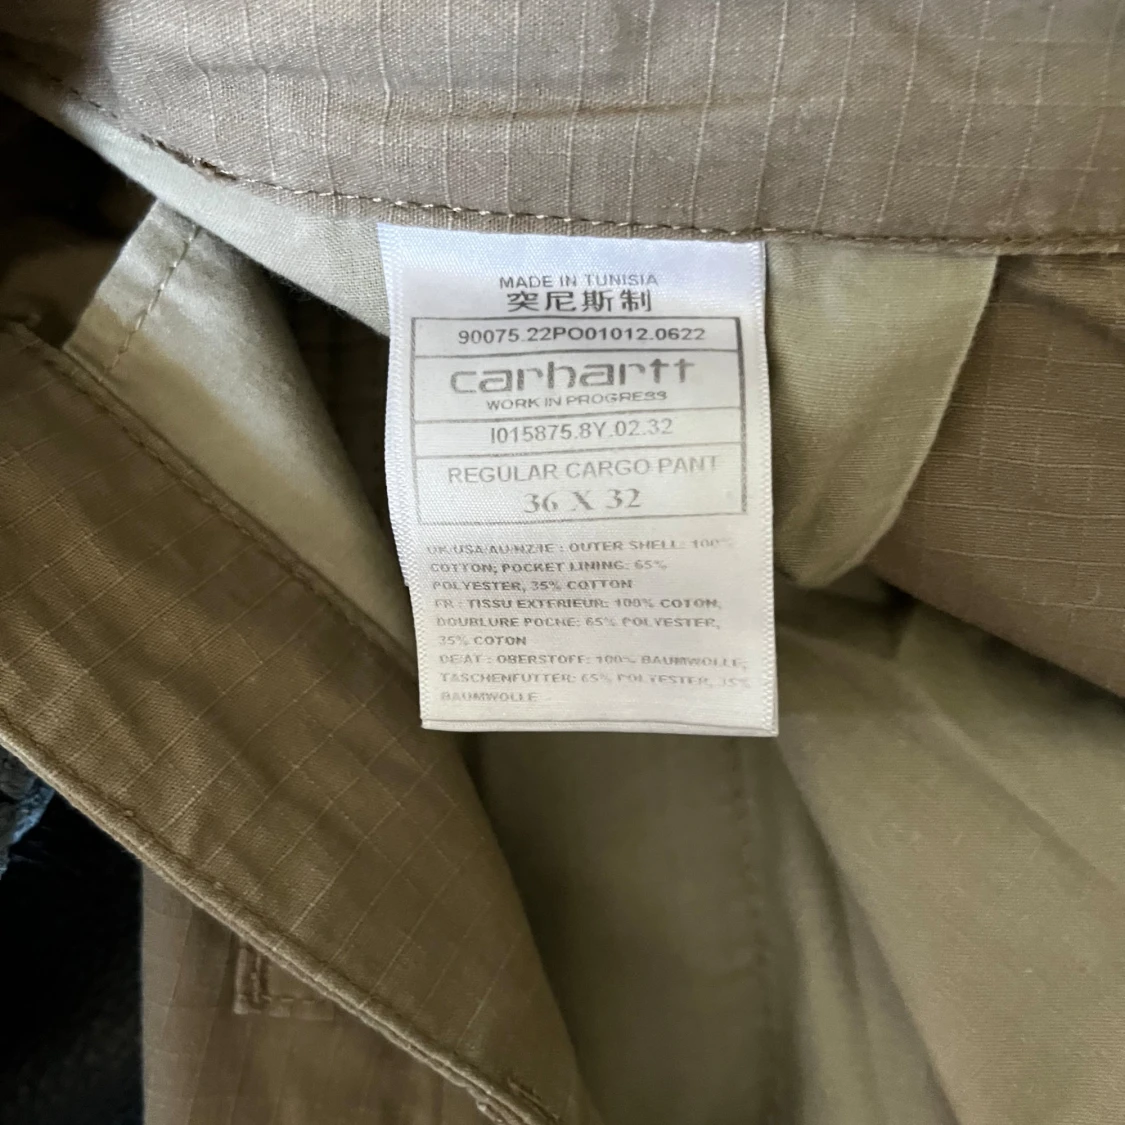 MADE IN TUNISIA
突尼斯制
90075.22PO01012.0622
carhartt
WORK IN PROGRESS
I015875.8Y.02.32
REGULAR CARGO PANT
36 X 32
UK/USA/AU/NZ/IE : OUTER SHELL: 100%
COTTON; POCKET LINING: 65%
POLYESTER, 35% COTTON
FR : TISSU EXTERIEUR: 100% COTON,
DOUBLURE POCHE: 65% POLYESTER,
35% COTON
DE/AT : OBERSTOFF: 100% BAUMWOLLE,
TASCHENFUTTER: 65% POLYESTER, 35%
BAUMWOLLE